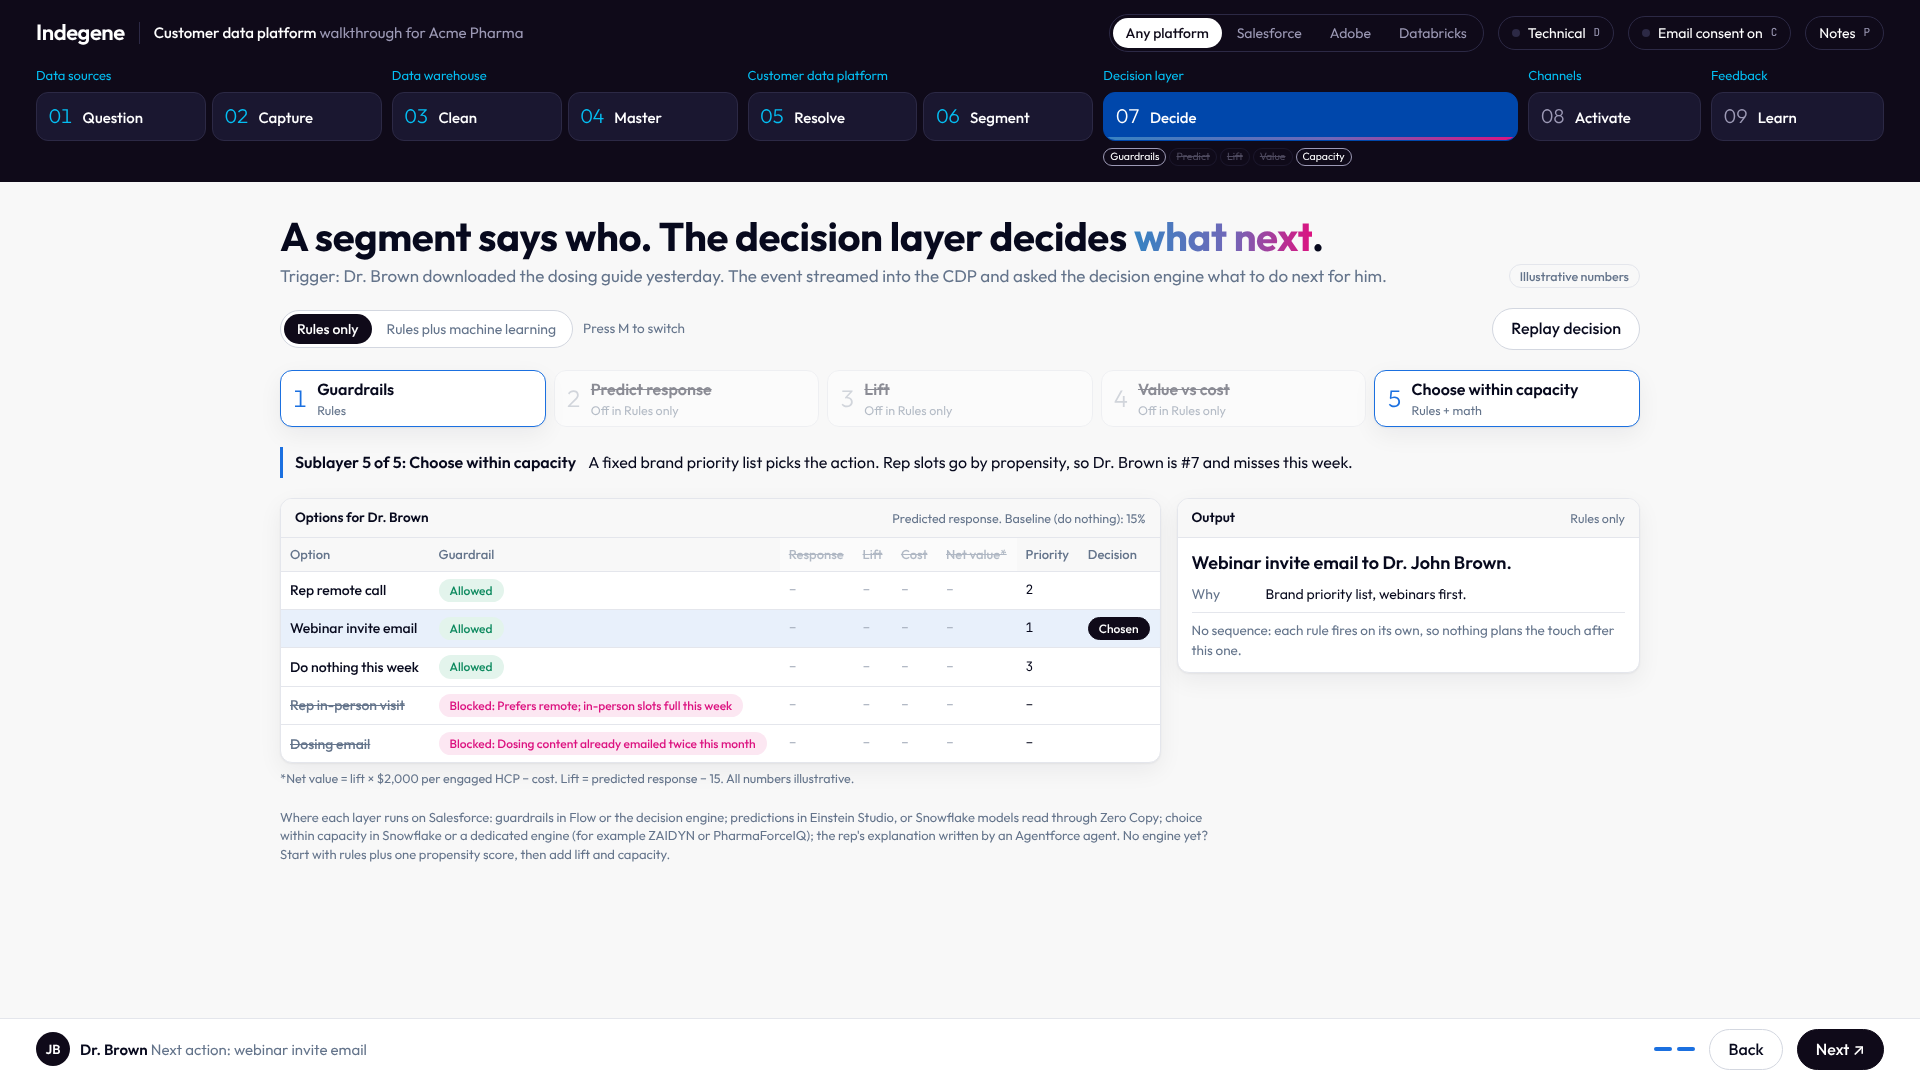 Indegene
Customer data platform walkthrough for Acme Pharma
Any platform Salesforce Adobe Databricks
Technical D
Email consent on C
Notes P
Data sources
Data warehouse
Customer data platform
Decision layer
Channels
Feedback
01 Question
02 Capture
03 Clean
04 Master
05 Resolve
06 Segment
07 Decide
08 Activate
09 Learn
Guardrails Predict Lift Value Capacity
A segment says who. The decision layer decides what next.
Trigger: Dr. Brown downloaded the dosing guide yesterday. The event streamed into the CDP and asked the decision engine what to do next for him.
Illustrative numbers
Rules only Rules plus machine learning Press M to switch
Replay decision
1 Guardrails
Rules
2 Predict response
Off in Rules only
3 Lift
Off in Rules only
4 Value vs cost
Off in Rules only
5 Choose within capacity
Rules + math
Sublayer 5 of 5: Choose within capacity A fixed brand priority list picks the action. Rep slots go by propensity, so Dr. Brown is #7 and misses this week.
Options for Dr. Brown
Predicted response. Baseline (do nothing): 15%
Option Guardrail Response Lift Cost Net value* Priority Decision
Rep remote call Allowed – – – – 2
Webinar invite email Allowed – – – – 1 Chosen
Do nothing this week Allowed – – – – 3
Rep in-person visit Blocked: Prefers remote; in-person slots full this week – – – – –
Dosing email Blocked: Dosing content already emailed twice this month – – – – –
*Net value = lift × $2,000 per engaged HCP − cost. Lift = predicted response − 15. All numbers illustrative.
Output
Rules only
Webinar invite email to Dr. John Brown.
Why Brand priority list, webinars first.
No sequence: each rule fires on its own, so nothing plans the touch after
this one.
Where each layer runs on Salesforce: guardrails in Flow or the decision engine; predictions in Einstein Studio, or Snowflake models read through Zero Copy; choice
within capacity in Snowflake or a dedicated engine (for example ZAIDYN or PharmaForceIQ); the rep's explanation written by an Agentforce agent. No engine yet?
Start with rules plus one propensity score, then add lift and capacity.
JB Dr. Brown Next action: webinar invite email
Back
Next ↗